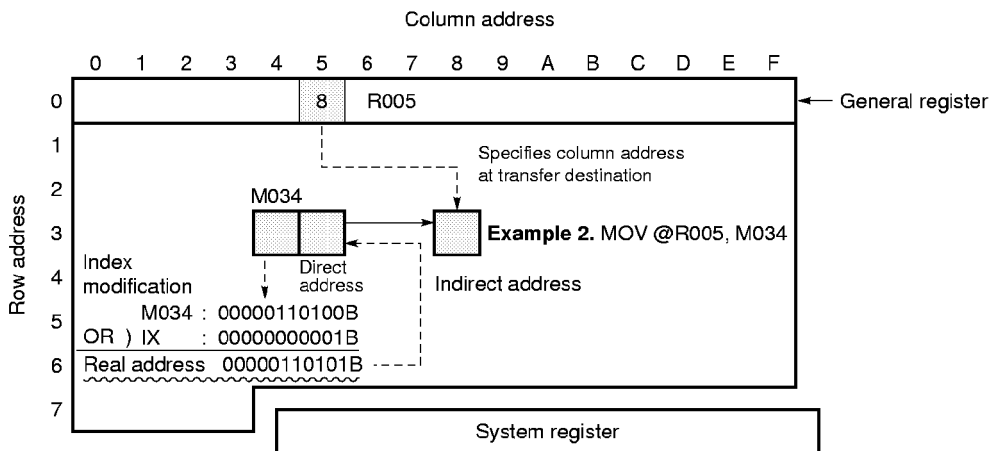 Column address
0 1 2 3 4 5 6 7 8 9 A B C D E F
0 8 R005 General register
1
Specifies column address
at transfer destination
2
M034
3 Example 2. MOV @R005, M034
Row address
Index
modification
Direct
address
4 Indirect address
M034 : 00000110100B
5
OR ) IX : 00000000001B
6 Real address 00000110101B
7
System register